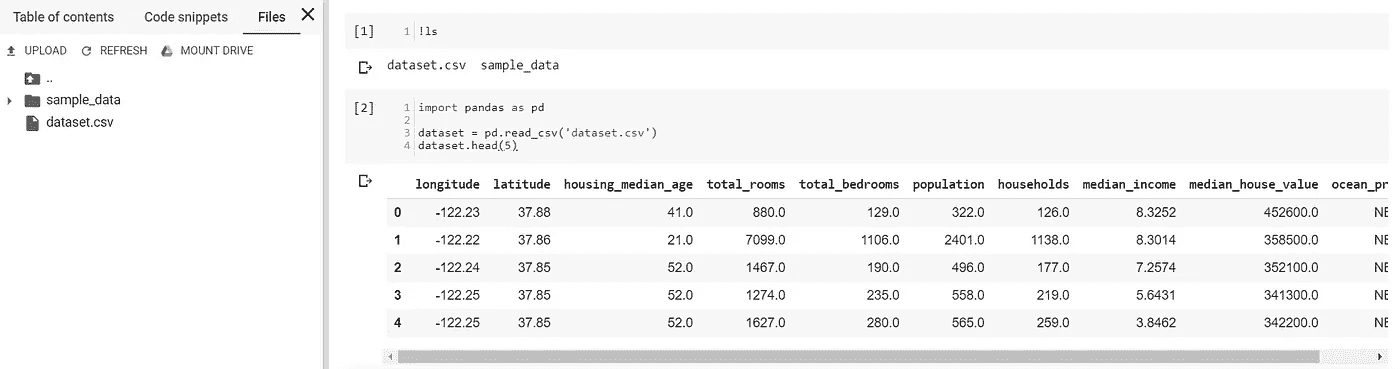 Table of contents Code snippets Files
UPLOAD REFRESH MOUNT DRIVE
..
sample_data
dataset.csv
[1] 1 !ls
dataset.csv sample_data
[2] 1 import pandas as pd
2
3 dataset = pd.read_csv('dataset.csv')
4 dataset.head(5)
longitude latitude housing_median_age total_rooms total_bedrooms population households median_income median_house_value ocean_pr
0 -122.23 37.88 41.0 880.0 129.0 322.0 126.0 8.3252 452600.0 NE
1 -122.22 37.86 21.0 7099.0 1106.0 2401.0 1138.0 8.3014 358500.0 NE
2 -122.24 37.85 52.0 1467.0 190.0 496.0 177.0 7.2574 352100.0 NE
3 -122.25 37.85 52.0 1274.0 235.0 558.0 219.0 5.6431 341300.0 NE
4 -122.25 37.85 52.0 1627.0 280.0 565.0 259.0 3.8462 342200.0 NE